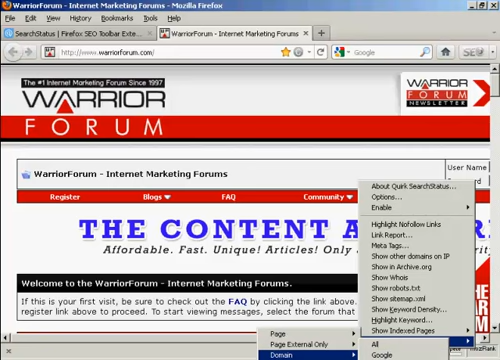 WarriorForum - Internet Marketing Forums - Mozilla Firefox
File Edit View History Bookmarks Tools Help
SearchStatus | Firefox SEO Toolbar Exte...
WarriorForum - Internet Marketing Forums
http://www.warriorforum.com/
Google
The #1 Internet Marketing Forum Since 1997
WARRIOR
FORUM
WARRIOR
FORUM
NEWSLETTER
WarriorForum - Internet Marketing Forums
User Name
Register Blogs FAQ Community
THE CONTENT A
Affordable. Fast. Unique! Articles! Only
Welcome to the Warrior Forum - Internet Marketing Forums.
If this is your first visit, be sure to check out the FAQ by clicking the link above.
register link above to proceed. To start viewing messages, select the forum that
About Quirk SearchStatus...
Options...
Enable
Highlight Nofollow Links
Link Report...
Meta Tags...
Show other domains on IP
Show in Archive.org
Show Whois
Show robots.txt
Show sitemap.xml
Show Keyword Density...
Highlight Keyword...
Show Indexed Pages
Page
Page External Only
Domain
All
Google